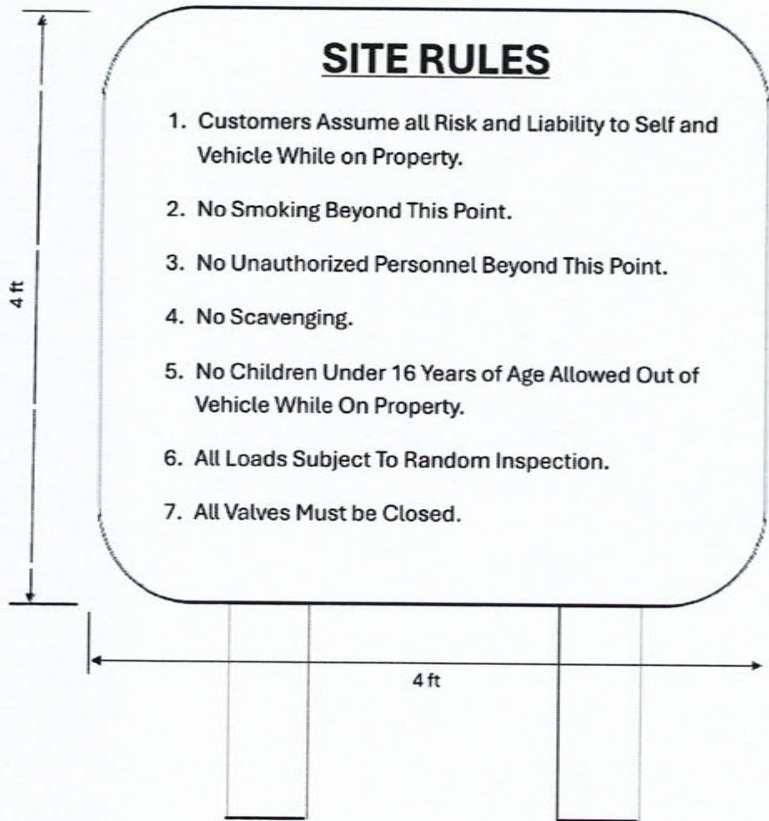 SITE RULES
1. Customers Assume all Risk and Liability to Self and
Vehicle While on Property.
2. No Smoking Beyond This Point.
3. No Unauthorized Personnel Beyond This Point.
4. No Scavenging.
5. No Children Under 16 Years of Age Allowed Out of
Vehicle While On Property.
6. All Loads Subject To Random Inspection.
7. All Valves Must be Closed.
4 ft
4 ft